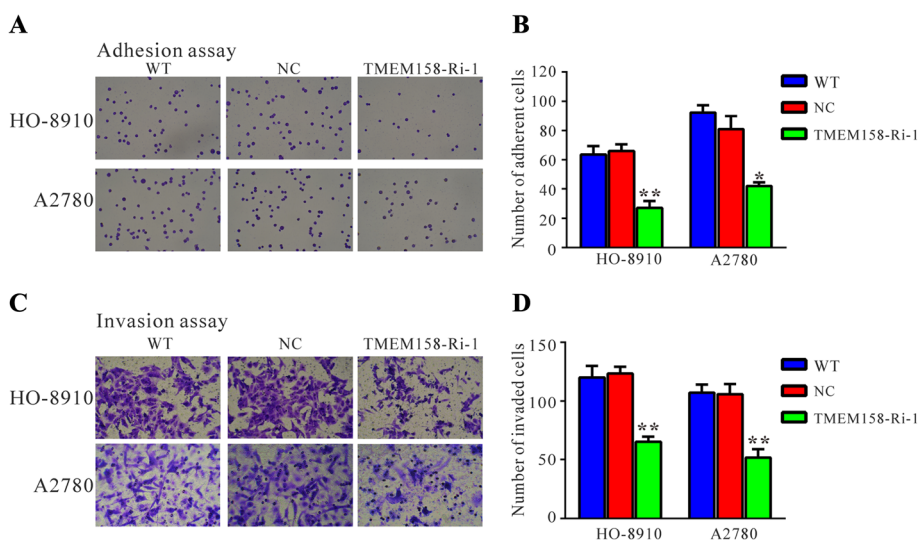 A
Adhesion assay
WT NC TMEM158-Ri-1
HO-8910
A2780
B
Number of adherent cells
120
100
80
60
40
20
0
**
*
HO-8910 A2780
WT
NC
TMEM158-Ri-1
C
Invasion assay
WT NC TMEM158-Ri-1
HO-8910
A2780
D
Number of invaded cells
150
100
50
0
**
**
HO-8910 A2780
WT
NC
TMEM158-Ri-1